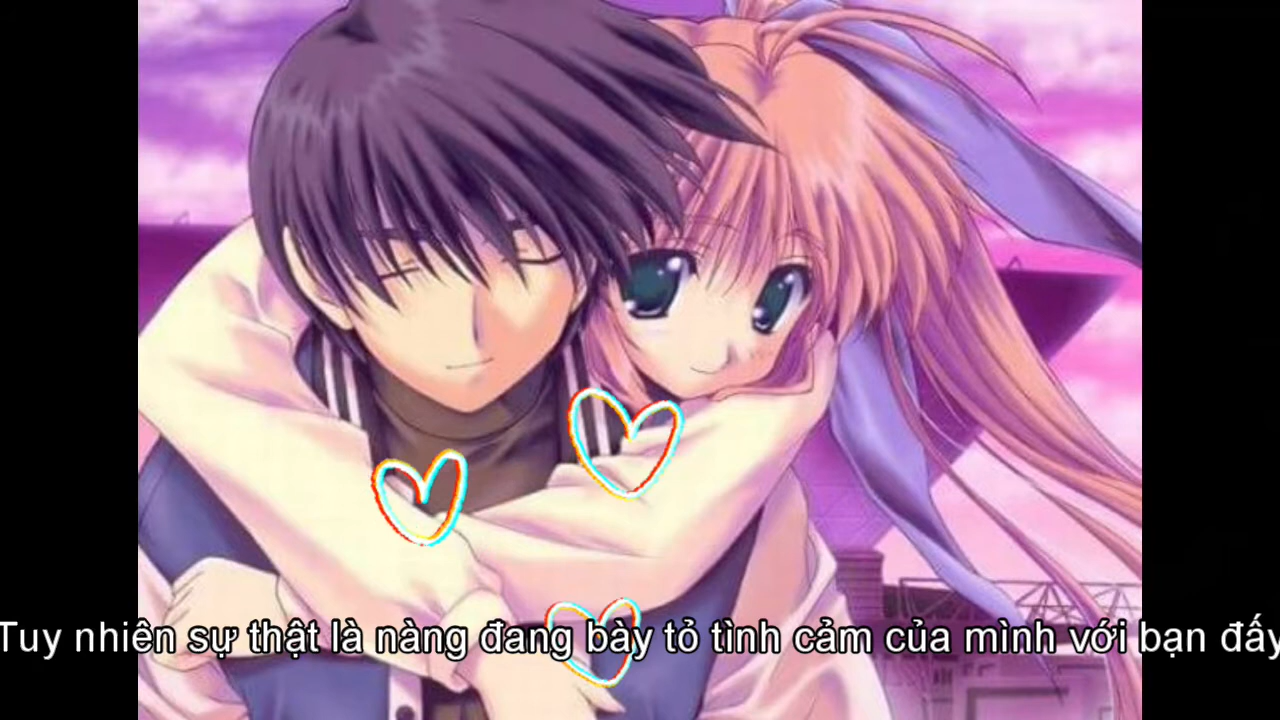 Tuy nhiên sự thật là nàng đang bày tỏ tình cảm của mình với bạn đấy